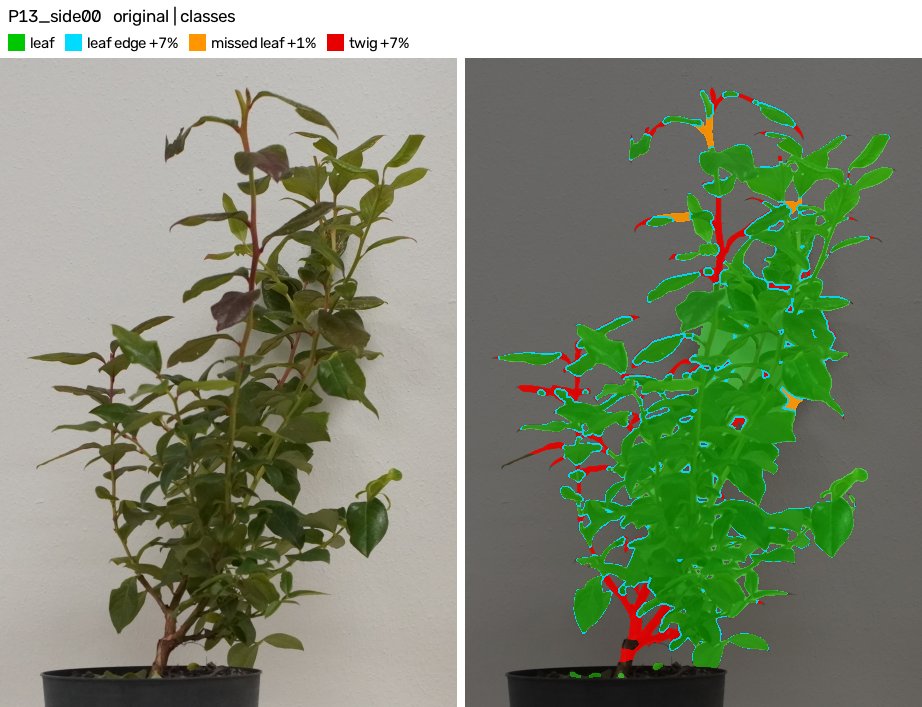 P13_side00 original | classes
leaf leaf edge +7% missed leaf +1% twig +7%